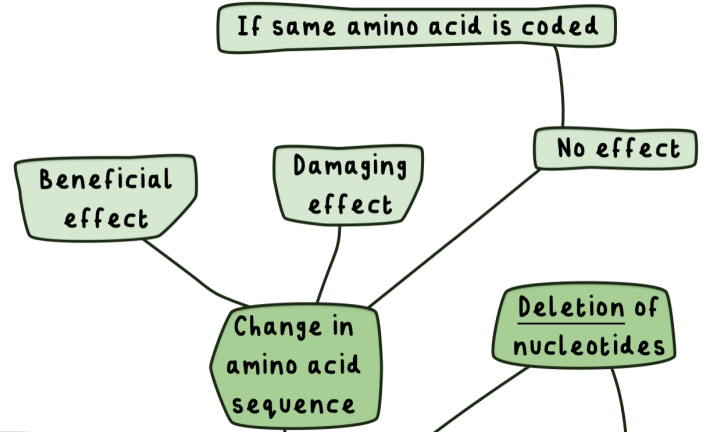 If same amino acid is coded
No effect
Beneficial
effect
Damaging
effect
Change in
amino acid
sequence
Deletion of
nucleotides